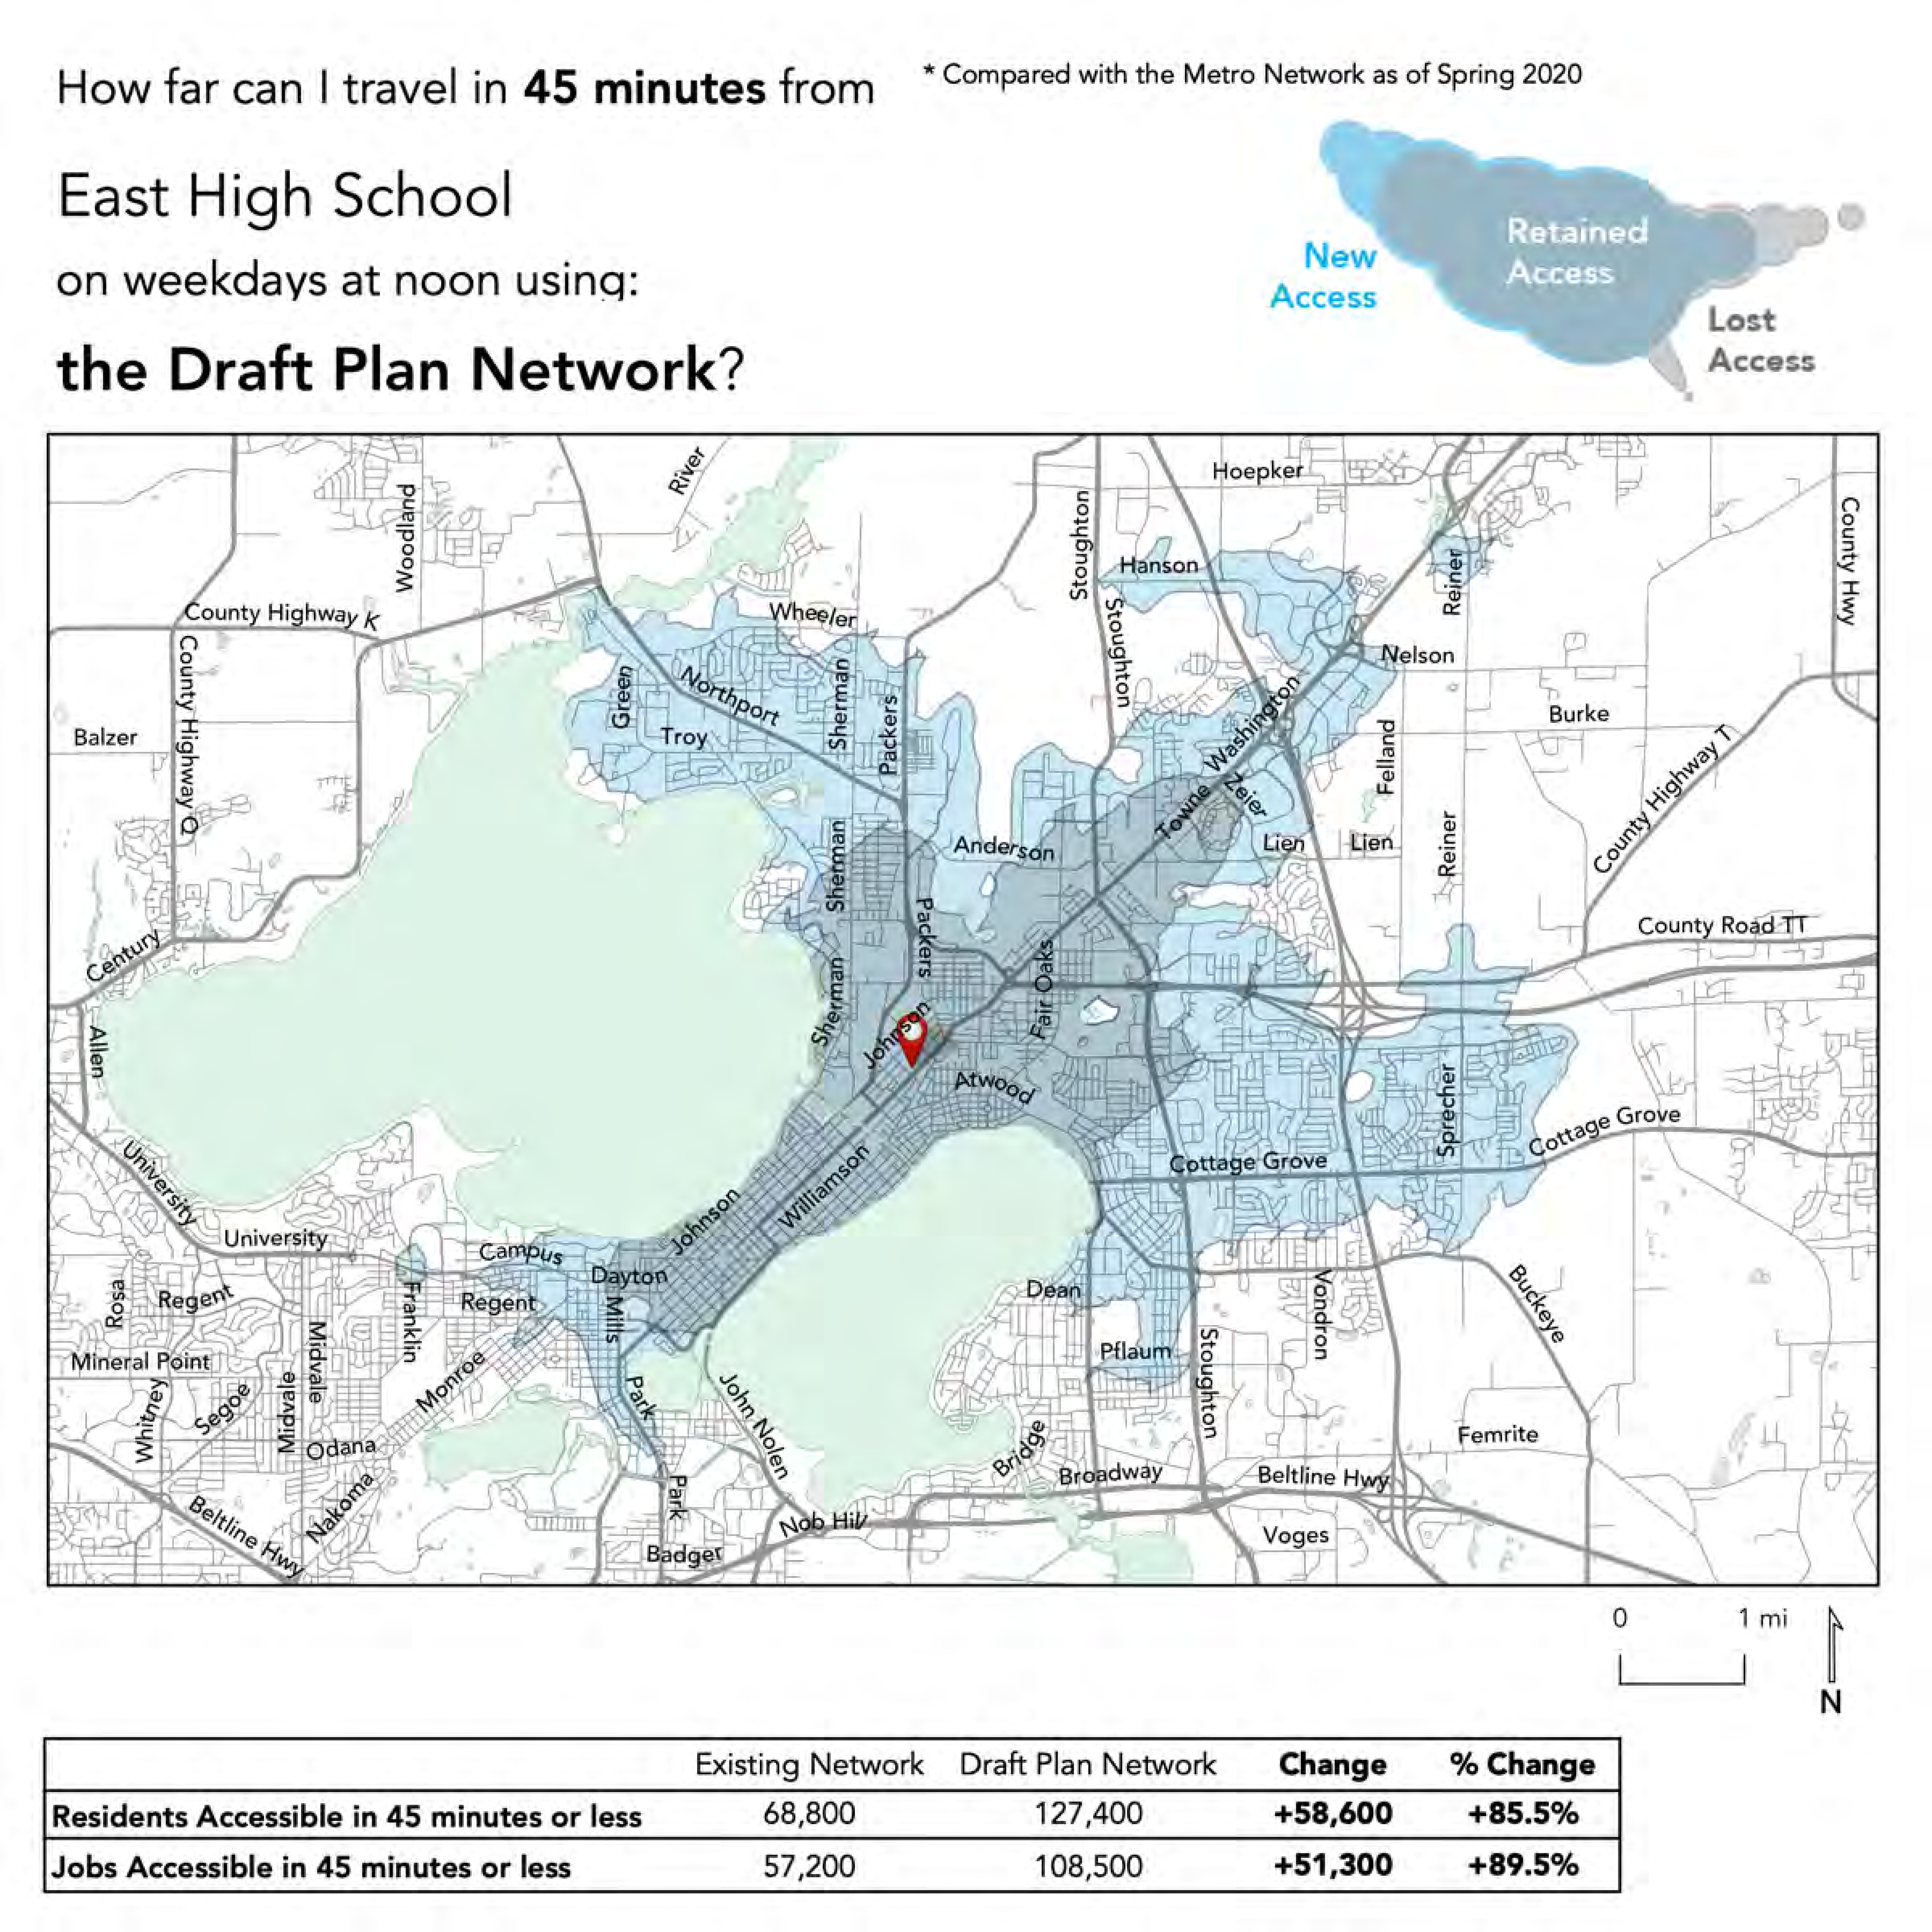 How far can I travel in 45 minutes from
* Compared with the Metro Network as of Spring 2020
East High School
on weekdays at noon using:
the Draft Plan Network?
New
Access
Retained
Access
Lost
Access
River
Hoepker
Woodland
Stoughton
County Hwy
Hanson
Reiner
County Highway K
Wheeler
Stoughton
County Highway Q
Nelson
Green
Northport
Sherman
Packers
Washington
Burke
Balzer
Troy
Felland
County Highway T
Zeier
Towne
Sherman
Anderson
Lien
Lien
Reiner
Packers
County Road TT
Century
Fair Oaks
Sherman
Johnson
Allen
Atwood
Sprecher
Cottage Grove
University
Cottage Grove
Williamson
Johnson
University
Campus
Dayton
Dean
Rosa
Regent
Franklin
Regent
Mills
Vondron
Buckeye
Midvale
Mineral Point
Monroe
Pflaum
Stoughton
Whitney
Segoe
Midvale
Park
John Nolen
Odana
Bridge
Femrite
Nakoma
Park
Broadway
Beltline Hwy
Beltline Hwy
Nob Hill
Voges
Badger
0 1 mi
N
Existing Network Draft Plan Network Change % Change
Residents Accessible in 45 minutes or less 68,800 127,400 +58,600 +85.5%
Jobs Accessible in 45 minutes or less 57,200 108,500 +51,300 +89.5%